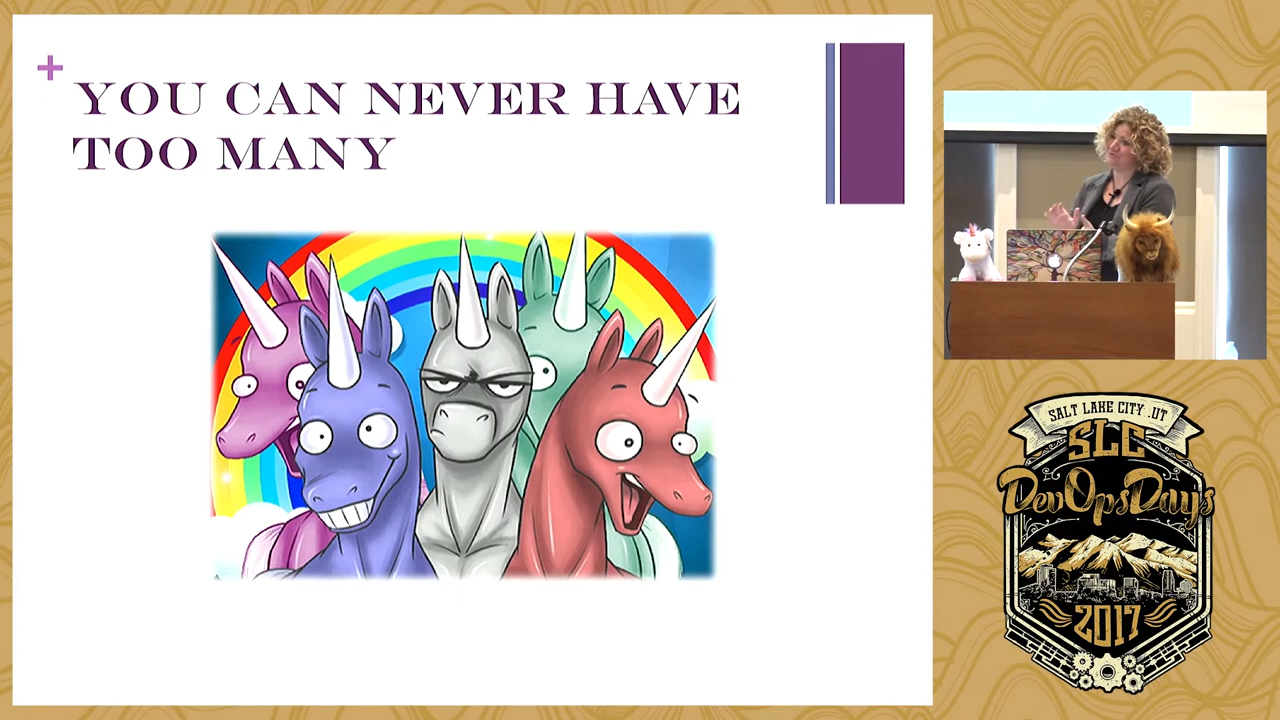 +
YOU CAN NEVER HAVE
TOO MANY
SALT LAKE CITY .UT
SLC
DevOpsDays
2017